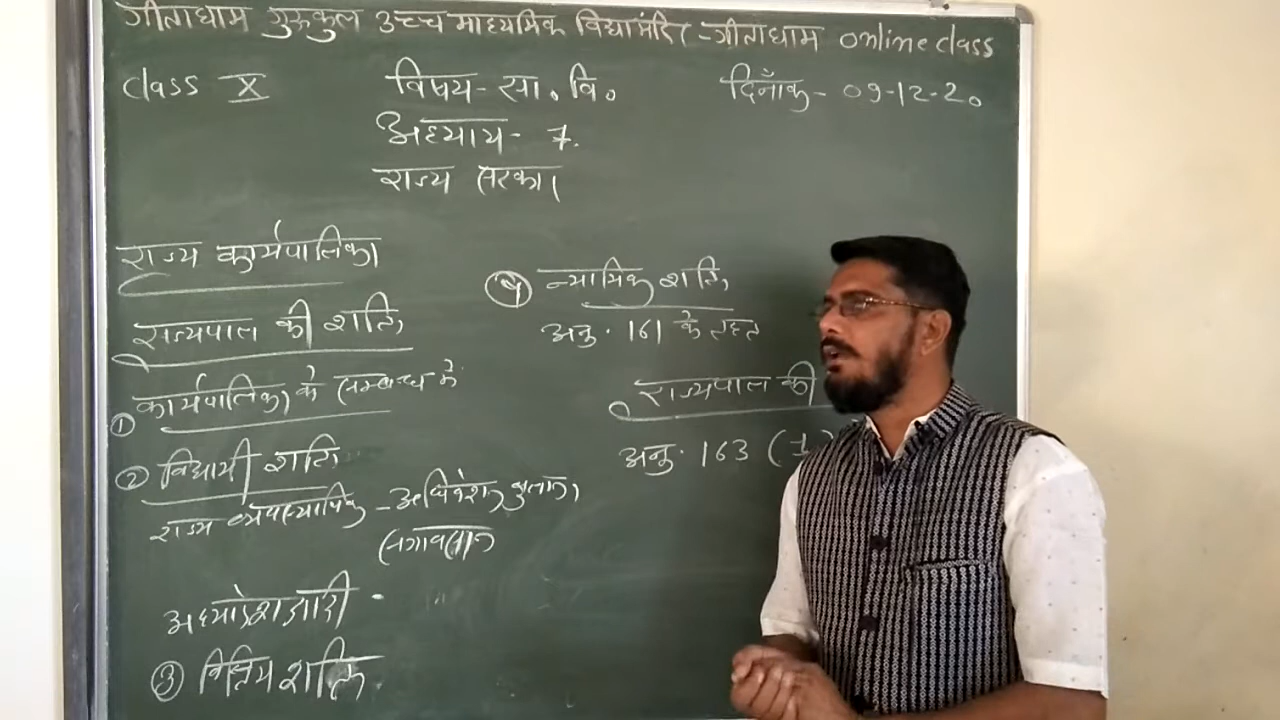 गीताधाम गुरुकुल उच्च माध्यमिक विद्यामंदिर - गीताधाम online class
class X विषय - सा. वि. दिनाँक - 09-12-20
अध्याय - 7.
राज्य सरकार
राज्य कार्यपालिका
राज्यपाल की शक्ति
① कार्यपालिका के सम्बन्ध में
② विधायी शक्ति
राज्य व्यवस्थापिका - अधिवेशन बुलाना
सत्रावसान
अध्यादेश जारी
③ वित्तिय शक्ति
④ न्यायिक शक्ति
अनु. 161 के तहत
राज्यपाल की
अनु. 163 (1)